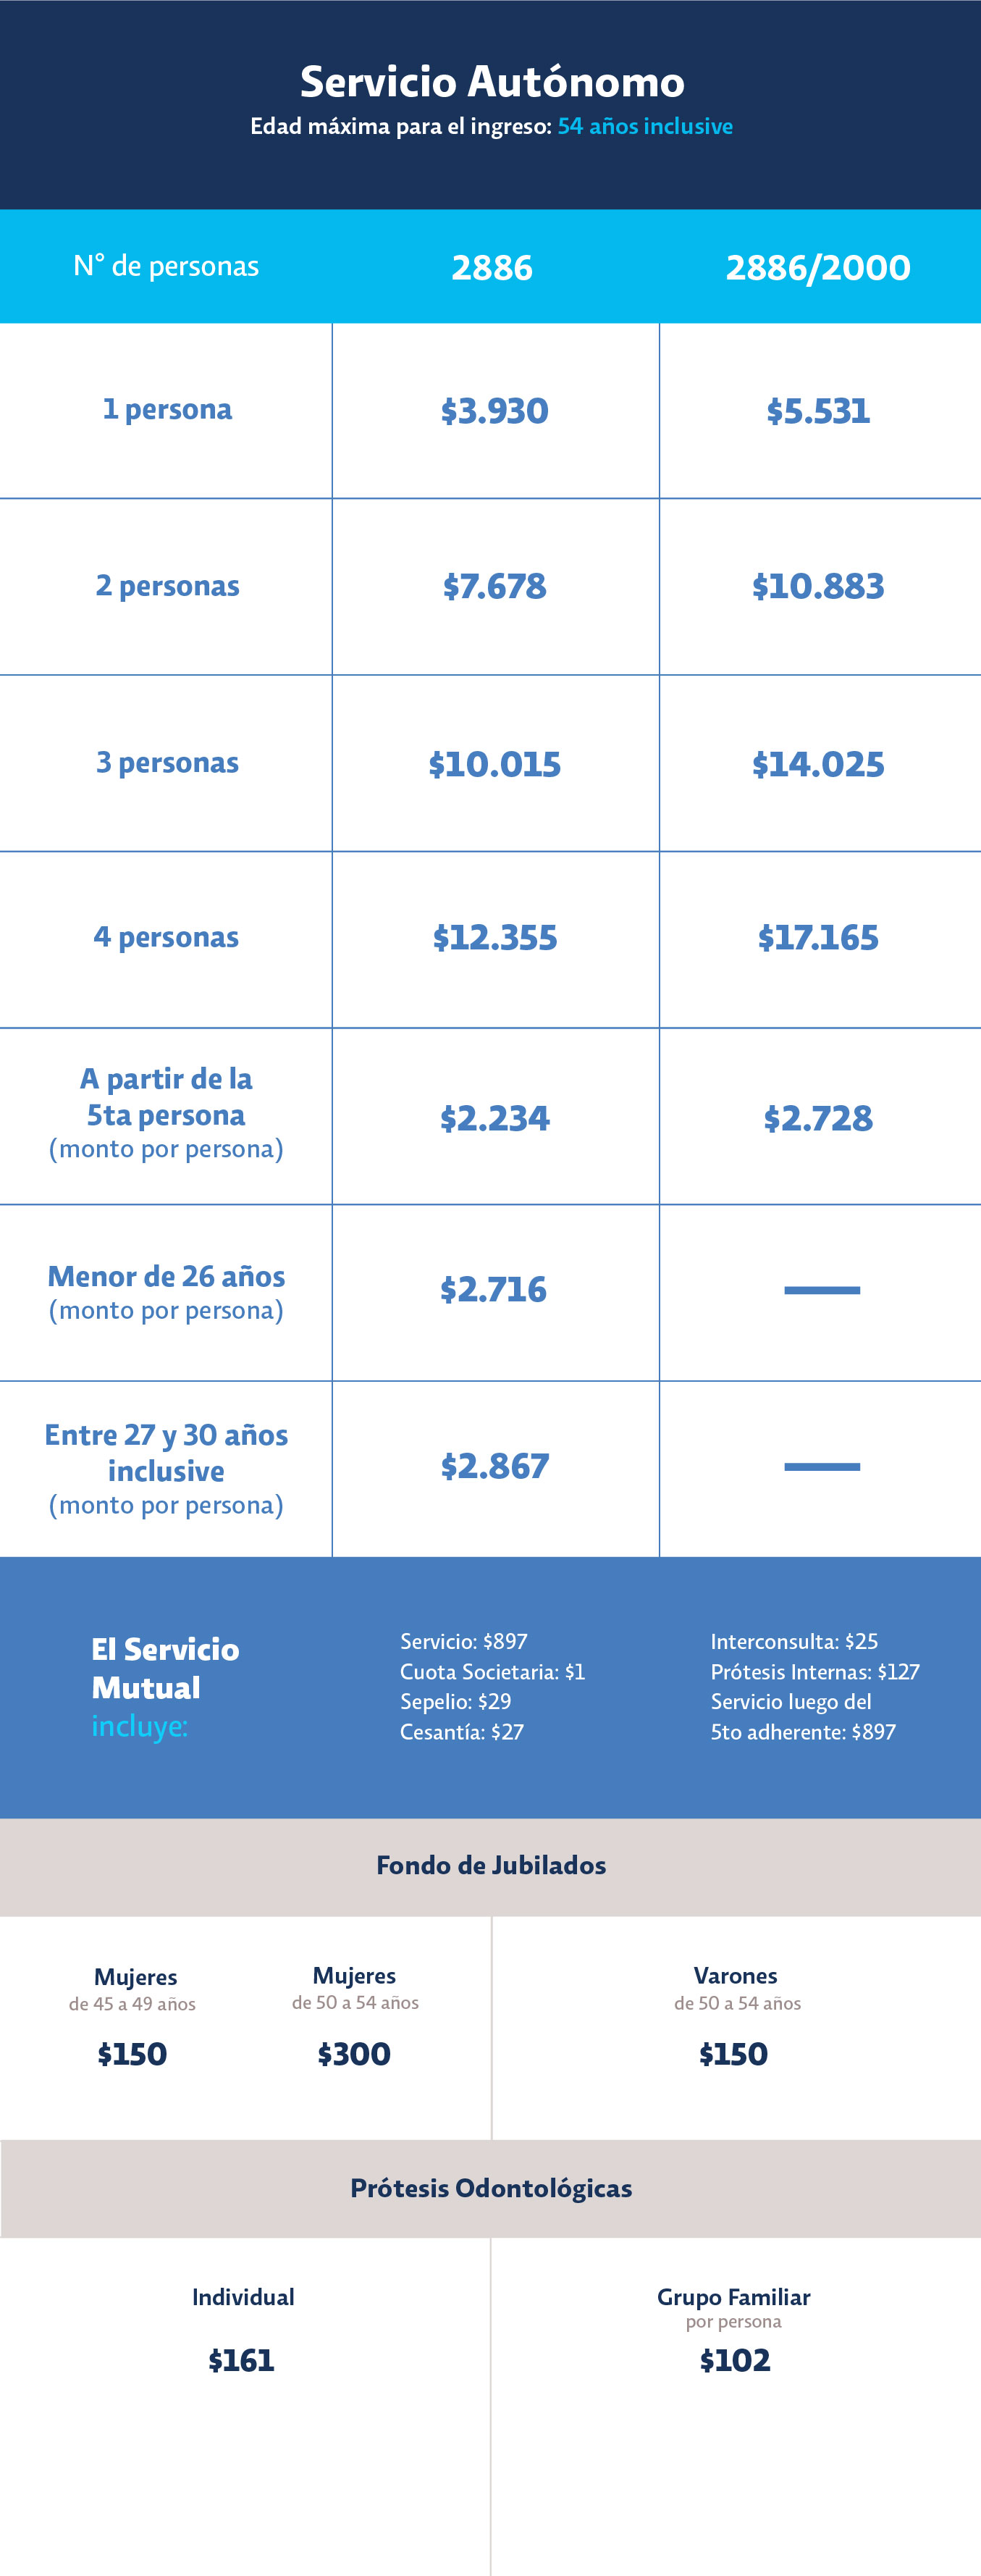 Servicio Autónomo
Edad máxima para el ingreso: 54 años inclusive
N° de personas 2886 2886/2000
1 persona $3.930 $5.531
2 personas $7.678 $10.883
3 personas $10.015 $14.025
4 personas $12.355 $17.165
A partir de la
5ta persona
(monto por persona)
$2.234 $2.728
Menor de 26 años
(monto por persona)
$2.716
Entre 27 y 30 años
inclusive
(monto por persona)
$2.867
El Servicio
Mutual
incluye:
Servicio: $897
Cuota Societaria: $1
Sepelio: $29
Cesantía: $27
Interconsulta: $25
Prótesis Internas: $127
Servicio luego del
5to adherente: $897
Fondo de Jubilados
Mujeres
de 45 a 49 años
$150
Mujeres
de 50 a 54 años
$300
Varones
de 50 a 54 años
$150
Prótesis Odontológicas
Individual
$161
Grupo Familiar
por persona
$102